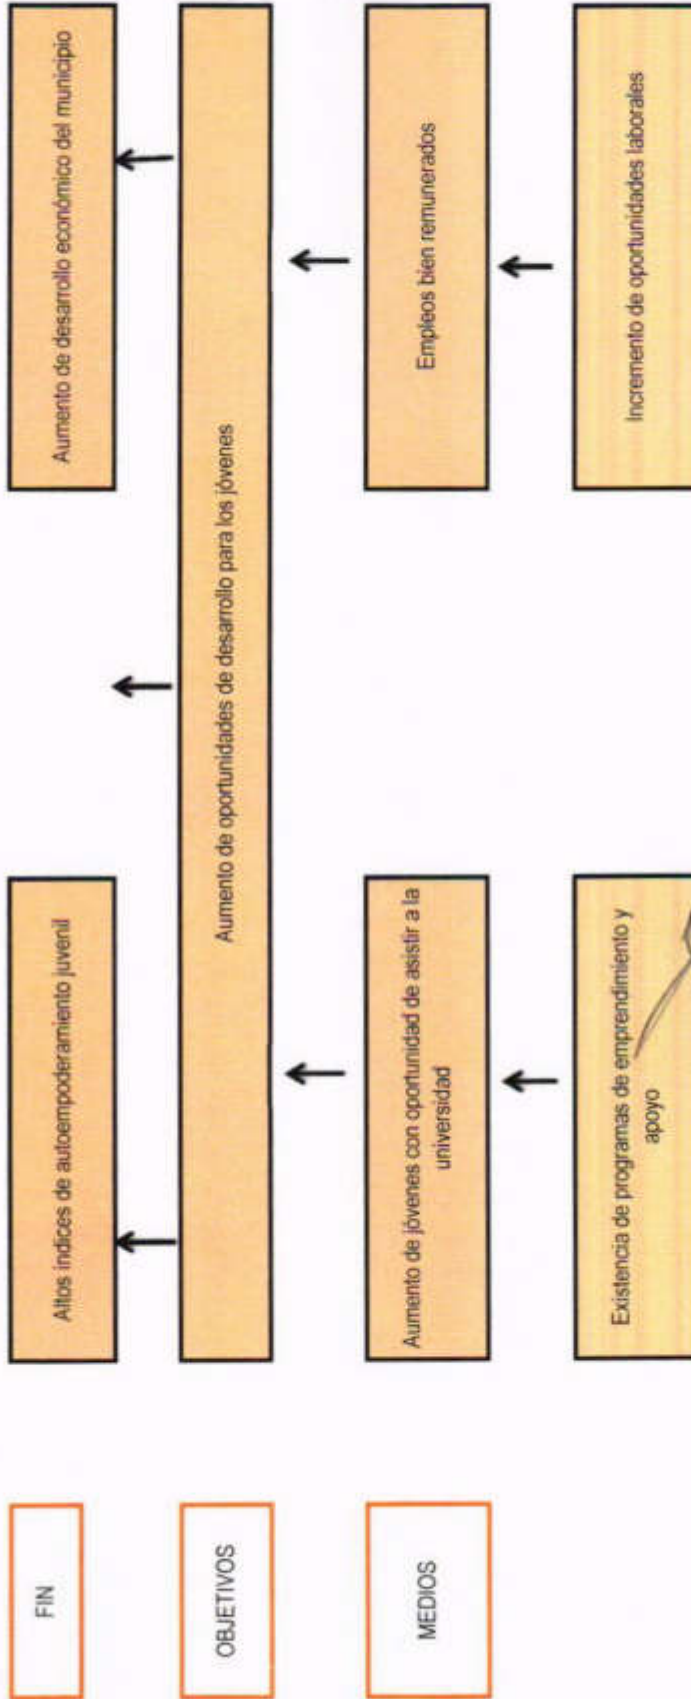 FIN
Altos índices de autoempoderamiento juvenil
Aumento de desarrollo económico del municipio
OBJETIVOS
Aumento de oportunidades de desarrollo para los jóvenes
MEDIOS
Aumento de jóvenes con oportunidad de asistir a la
universidad
Empleos bien remunerados
Existencia de programas de emprendimiento y
apoyo
Incremento de oportunidades laborales